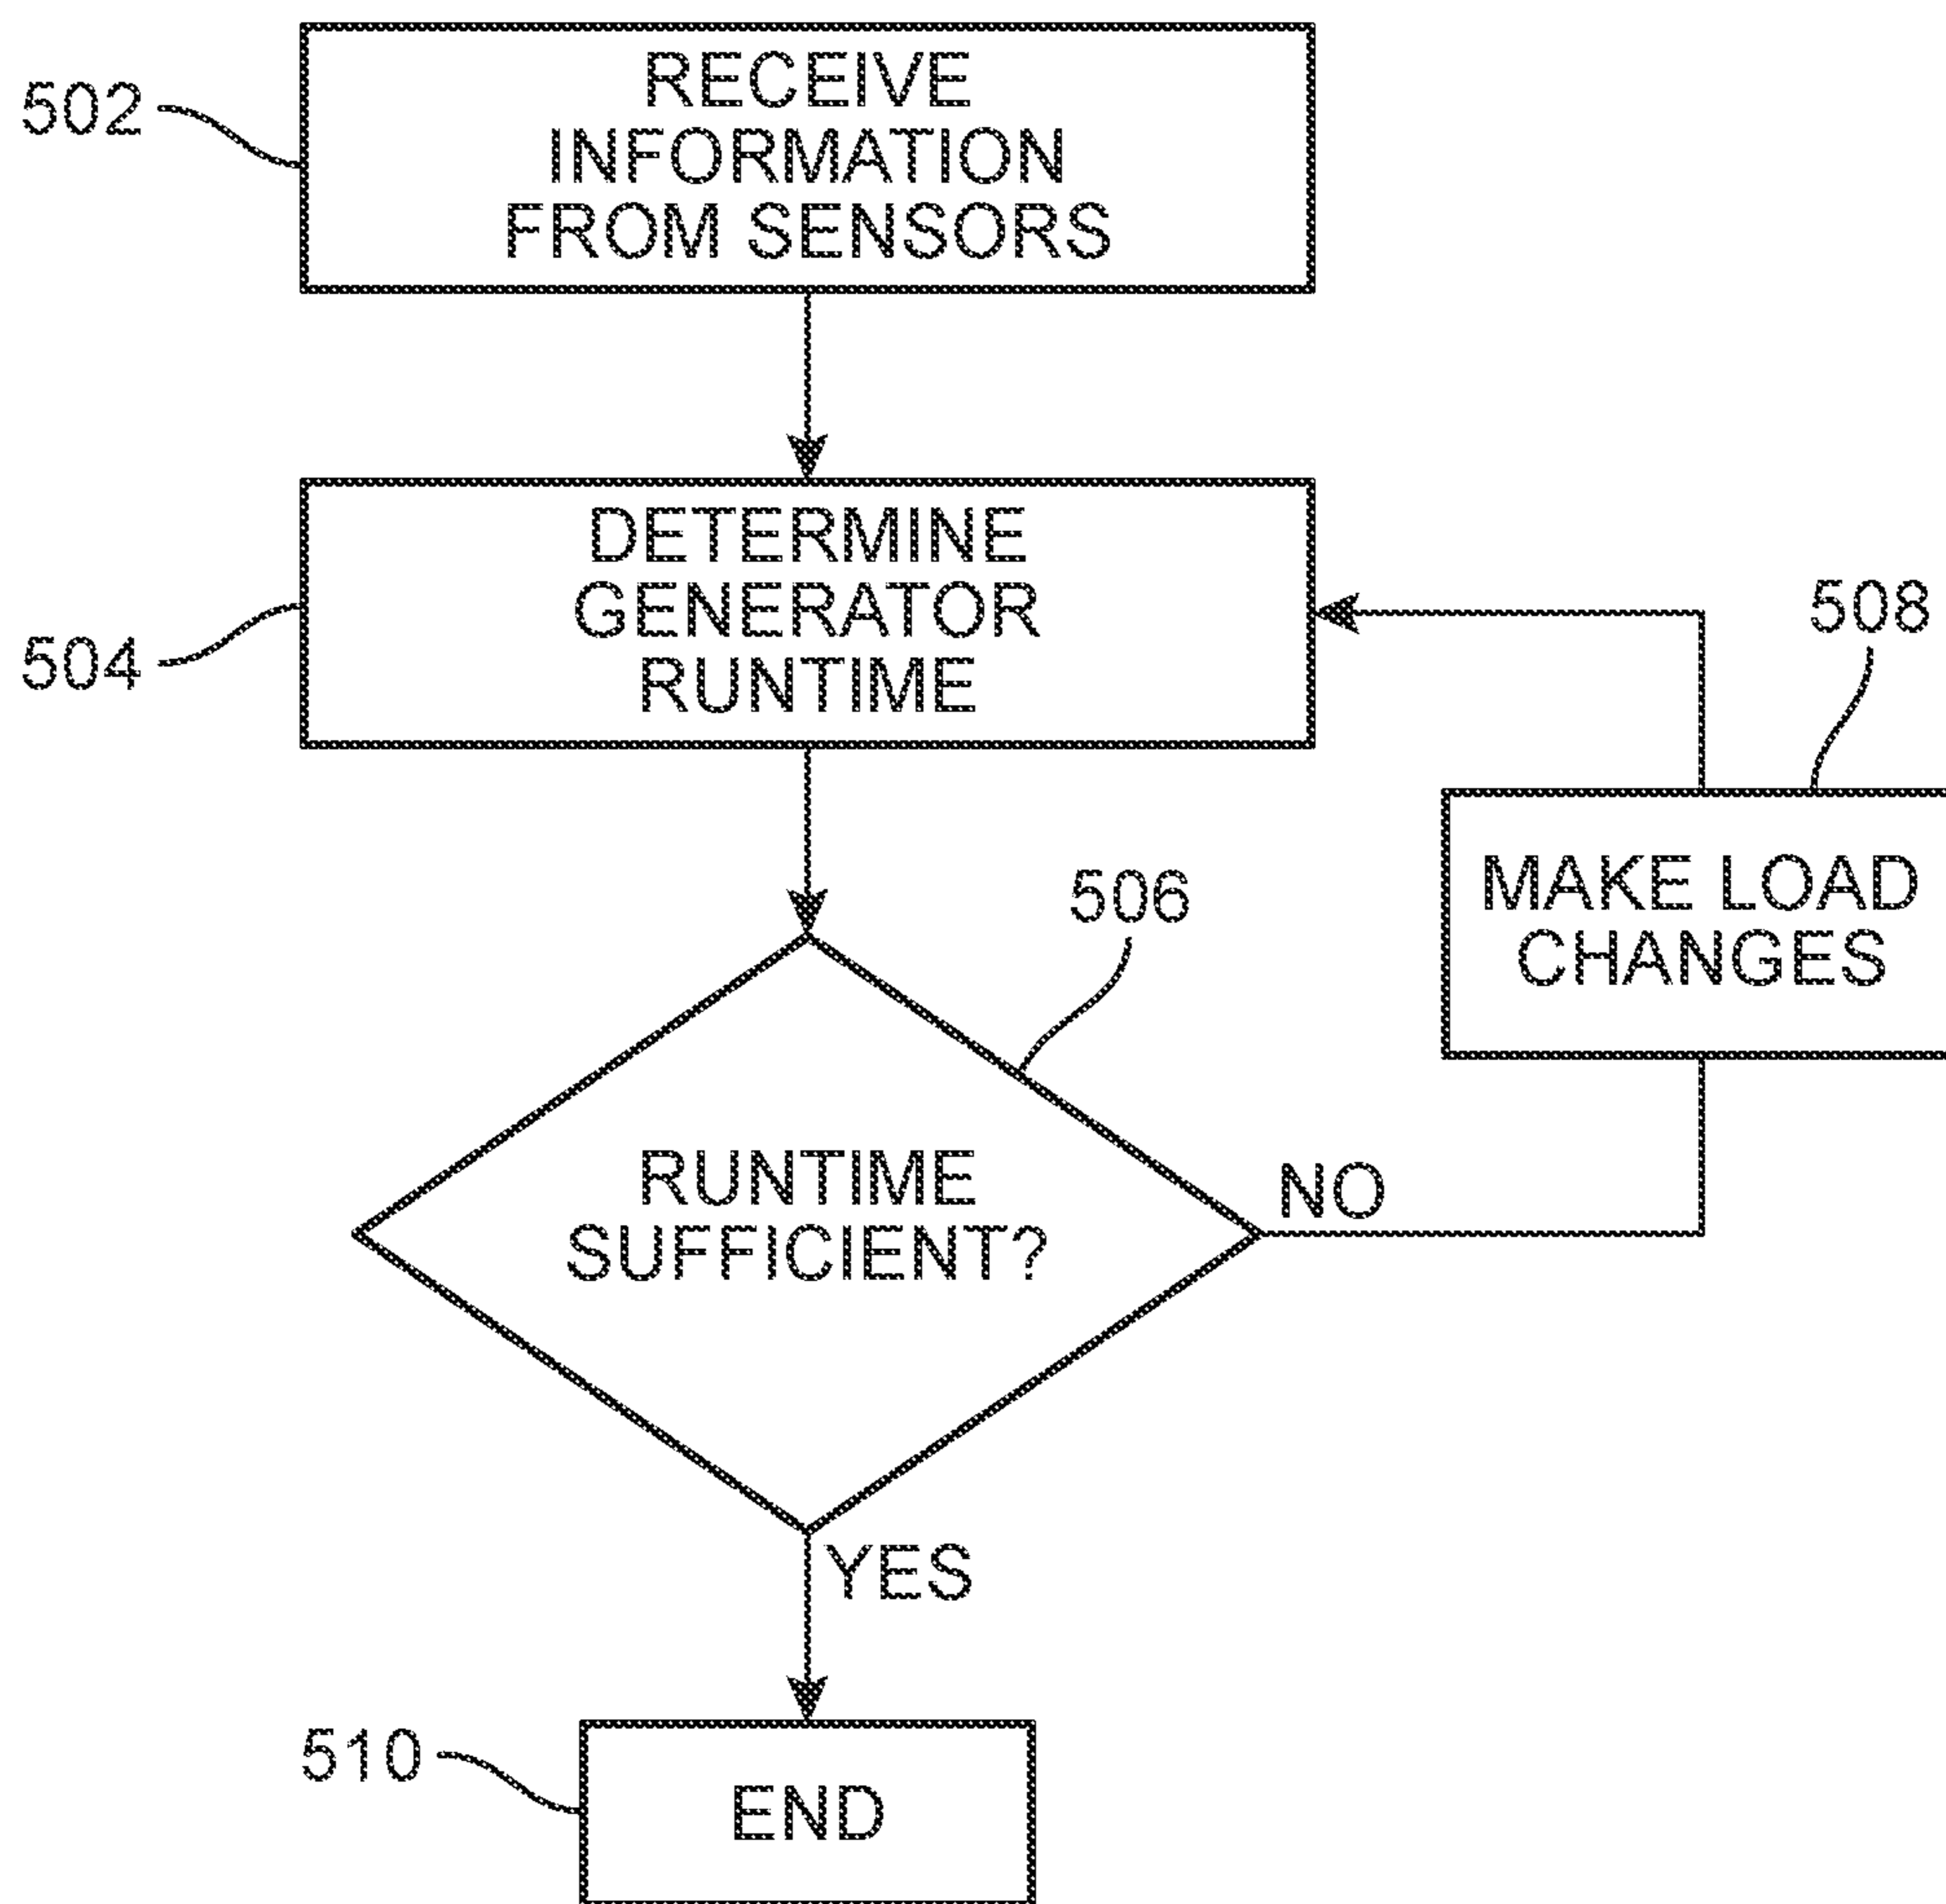 502
RECEIVE
INFORMATION
FROM SENSORS
504
DETERMINE
GENERATOR
RUNTIME
508
MAKE LOAD
CHANGES
506
RUNTIME
SUFFICIENT?
NO
YES
510
END